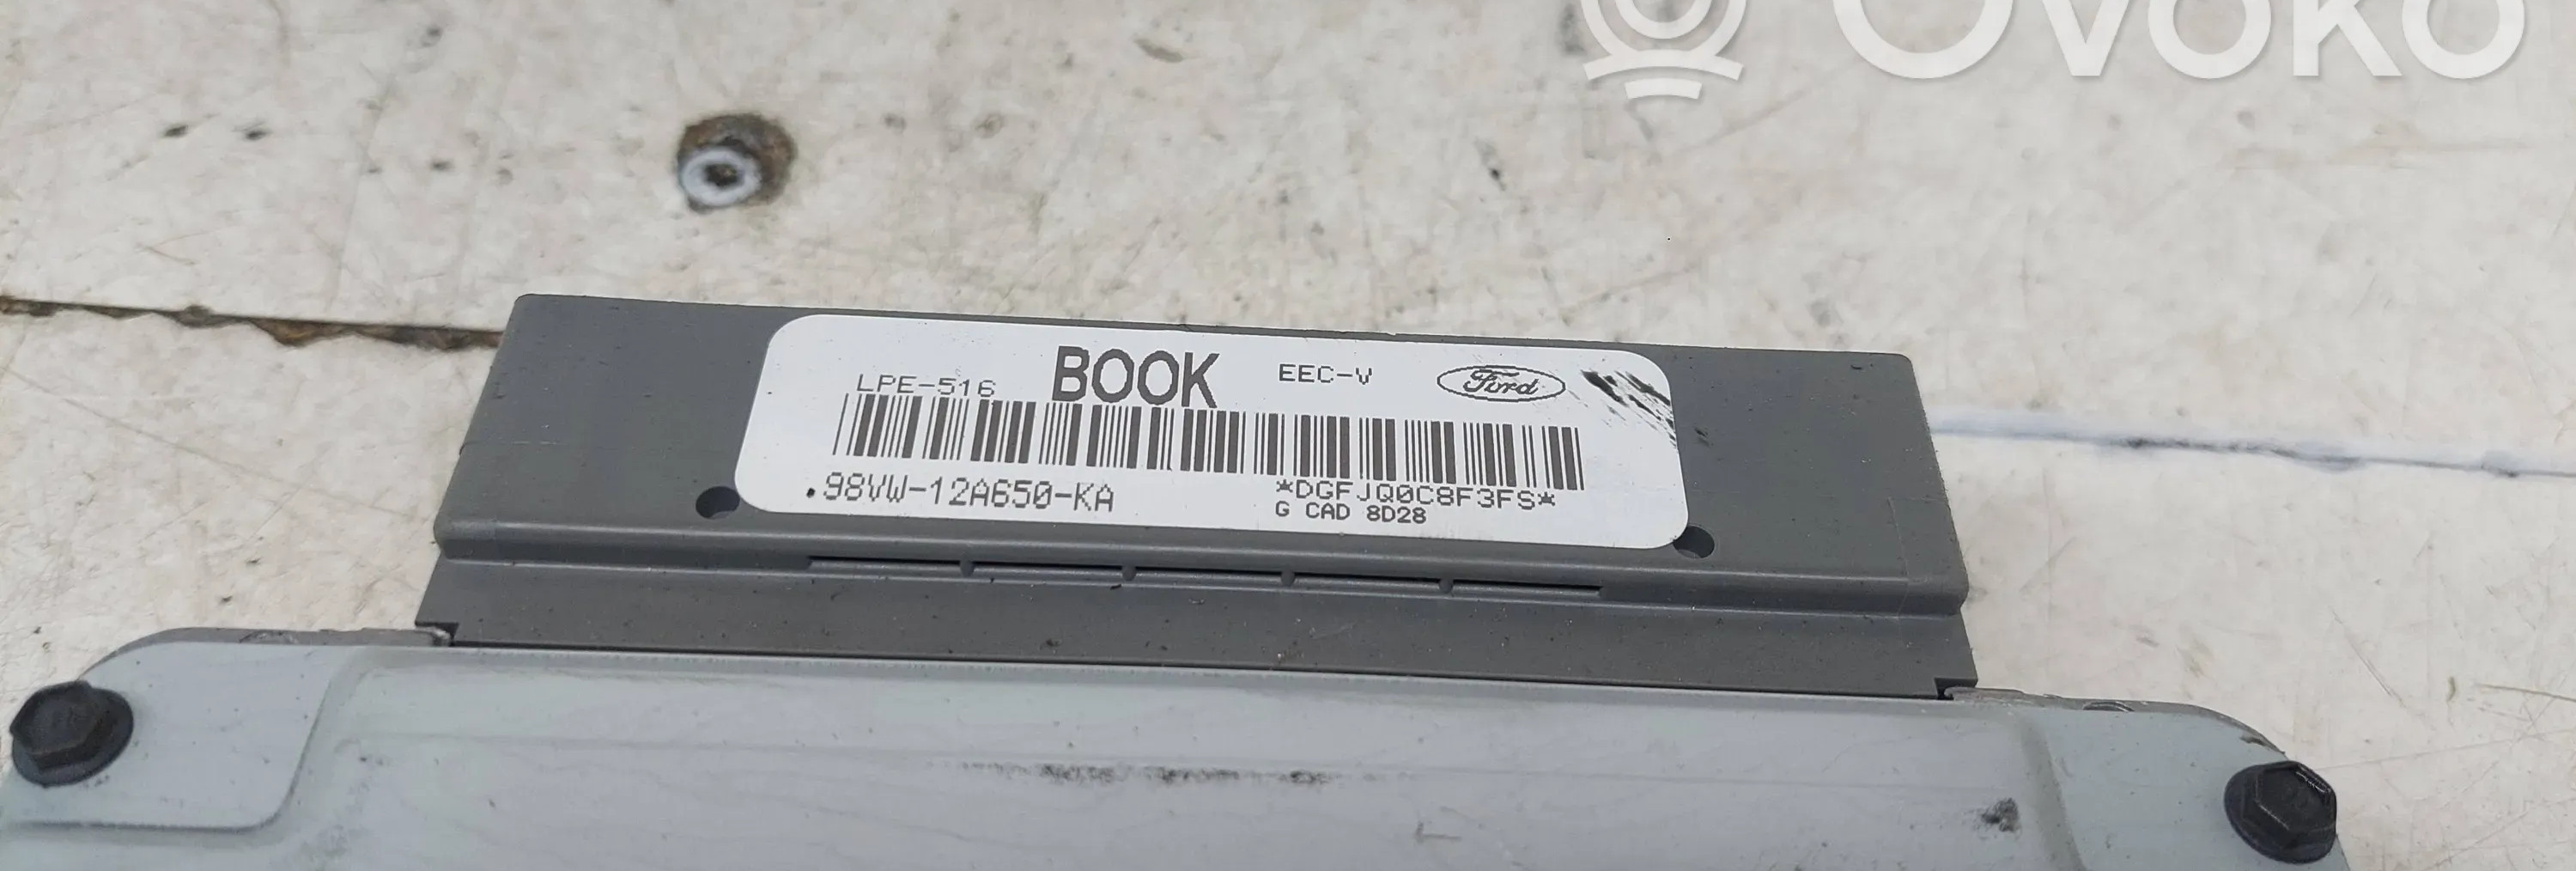 Ovoko
LPE-516 BOOK EEC-V Ford
.98VW-12A650-KA *DGFJQ0C8F3FS*
G CAD 8D28